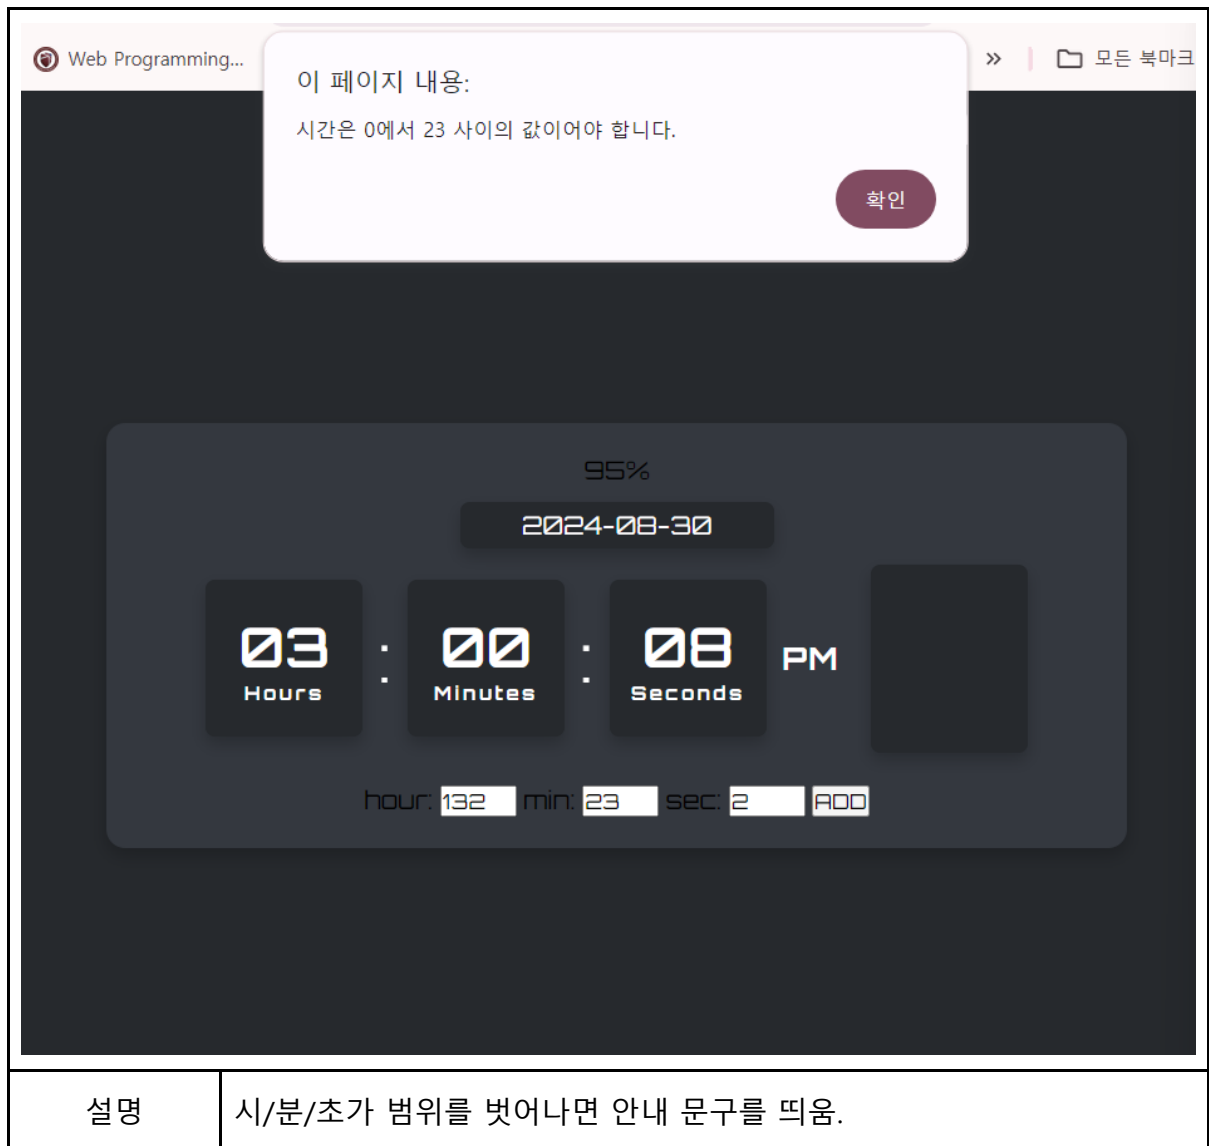 Web Programming...
» 모든 북마크
이 페이지 내용:
시간은 0에서 23 사이의 값이어야 합니다.
확인
95%
2024-08-30
03 : 00 : 08 PM
Hours Minutes Seconds
hour: 132 min: 23 sec: 2 ADD
설명 시/분/초가 범위를 벗어나면 안내 문구를 띄움.